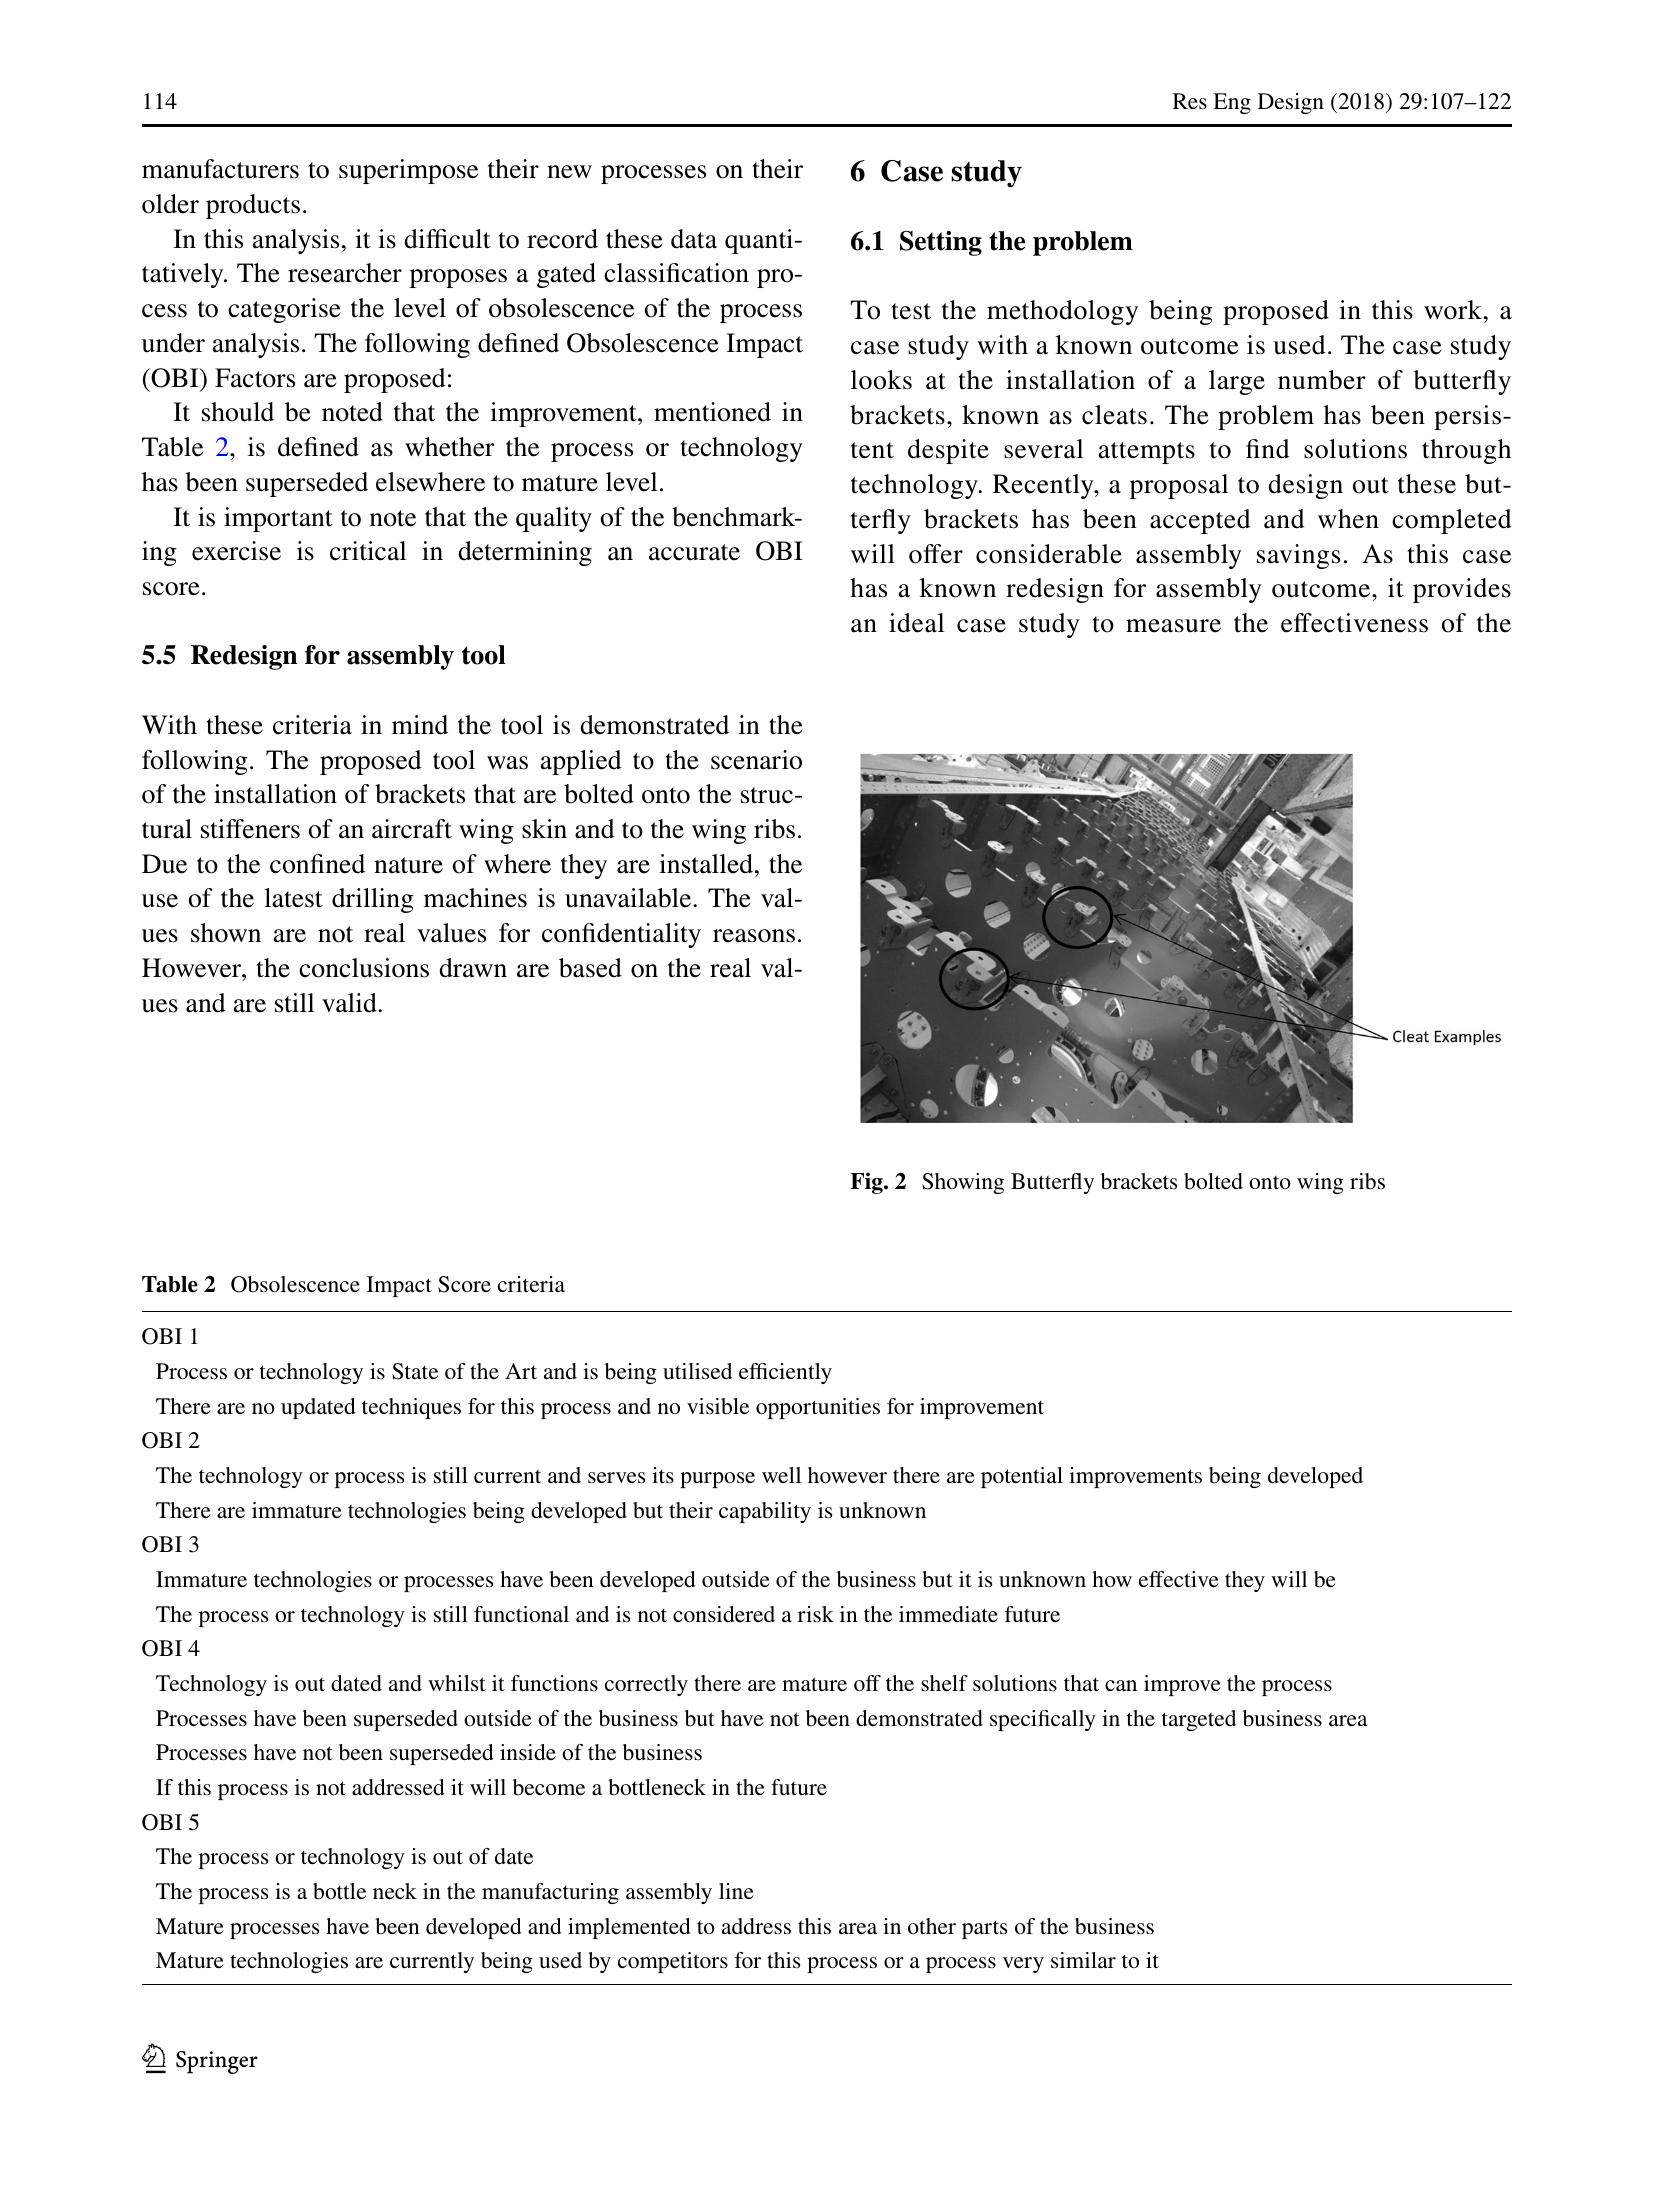 114
Res Eng Design (2018) 29:107–122
manufacturers to superimpose their new processes on their
older products.
In this analysis, it is difficult to record these data quanti-
tatively. The researcher proposes a gated classification pro-
cess to categorise the level of obsolescence of the process
under analysis. The following defined Obsolescence Impact
(OBI) Factors are proposed:
It should be noted that the improvement, mentioned in
Table 2, is defined as whether the process or technology
has been superseded elsewhere to mature level.
It is important to note that the quality of the benchmark-
ing exercise is critical in determining an accurate OBI
score.
5.5 Redesign for assembly tool
With these criteria in mind the tool is demonstrated in the
following. The proposed tool was applied to the scenario
of the installation of brackets that are bolted onto the struc-
tural stiffeners of an aircraft wing skin and to the wing ribs.
Due to the confined nature of where they are installed, the
use of the latest drilling machines is unavailable. The val-
ues shown are not real values for confidentiality reasons.
However, the conclusions drawn are based on the real val-
ues and are still valid.
6 Case study
6.1 Setting the problem
To test the methodology being proposed in this work, a
case study with a known outcome is used. The case study
looks at the installation of a large number of butterfly
brackets, known as cleats. The problem has been persis-
tent despite several attempts to find solutions through
technology. Recently, a proposal to design out these but-
terfly brackets has been accepted and when completed
will offer considerable assembly savings. As this case
has a known redesign for assembly outcome, it provides
an ideal case study to measure the effectiveness of the
Cleat Examples
Fig. 2 Showing Butterfly brackets bolted onto wing ribs
Table 2 Obsolescence Impact Score criteria
OBI 1
Process or technology is State of the Art and is being utilised efficiently
There are no updated techniques for this process and no visible opportunities for improvement
OBI 2
The technology or process is still current and serves its purpose well however there are potential improvements being developed
There are immature technologies being developed but their capability is unknown
OBI 3
Immature technologies or processes have been developed outside of the business but it is unknown how effective they will be
The process or technology is still functional and is not considered a risk in the immediate future
OBI 4
Technology is out dated and whilst it functions correctly there are mature off the shelf solutions that can improve the process
Processes have been superseded outside of the business but have not been demonstrated specifically in the targeted business area
Processes have not been superseded inside of the business
If this process is not addressed it will become a bottleneck in the future
OBI 5
The process or technology is out of date
The process is a bottle neck in the manufacturing assembly line
Mature processes have been developed and implemented to address this area in other parts of the business
Mature technologies are currently being used by competitors for this process or a process very similar to it
Springer